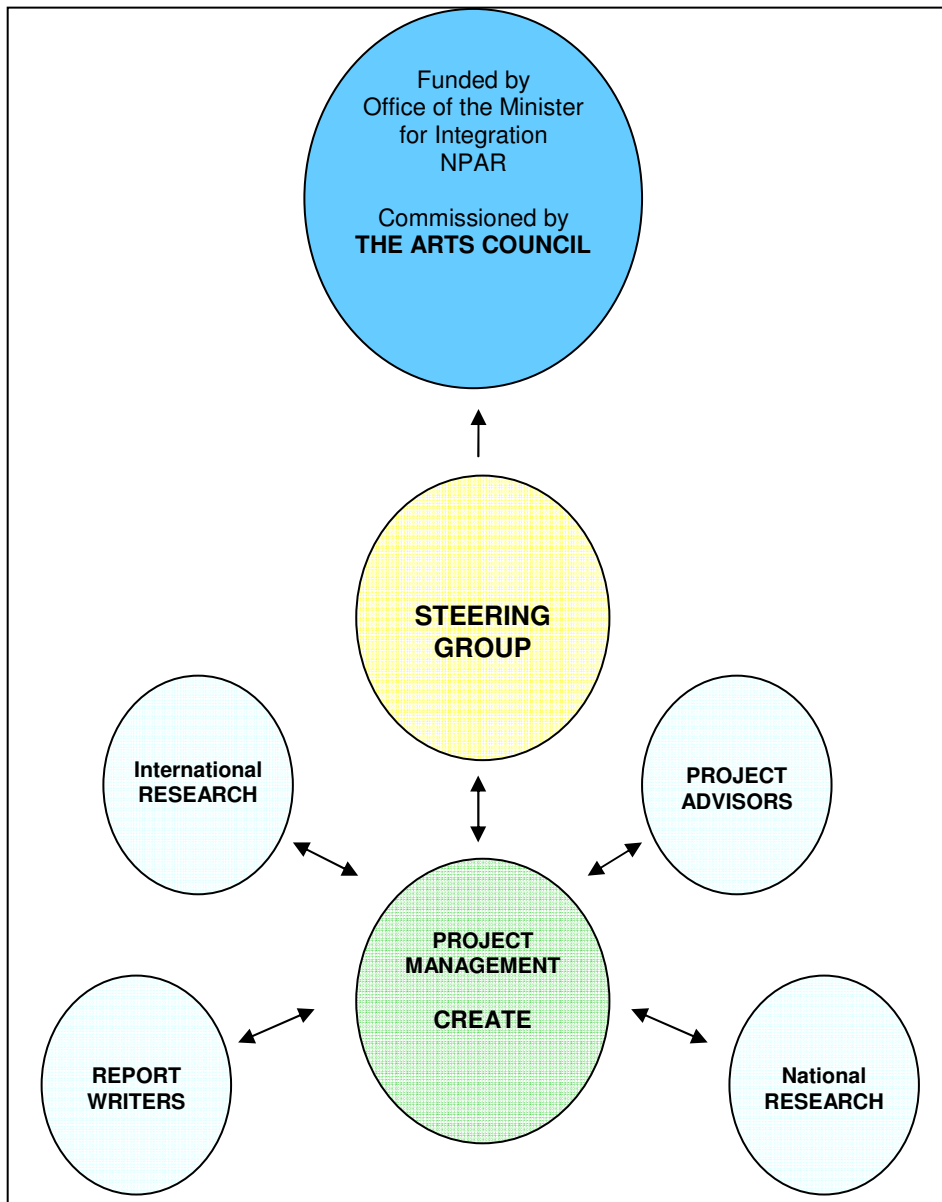 Funded by
Office of the Minister
for Integration
NPAR
Commissioned by
THE ARTS COUNCIL
STEERING
GROUP
International
RESEARCH
PROJECT
ADVISORS
PROJECT
MANAGEMENT
CREATE
REPORT
WRITERS
National
RESEARCH